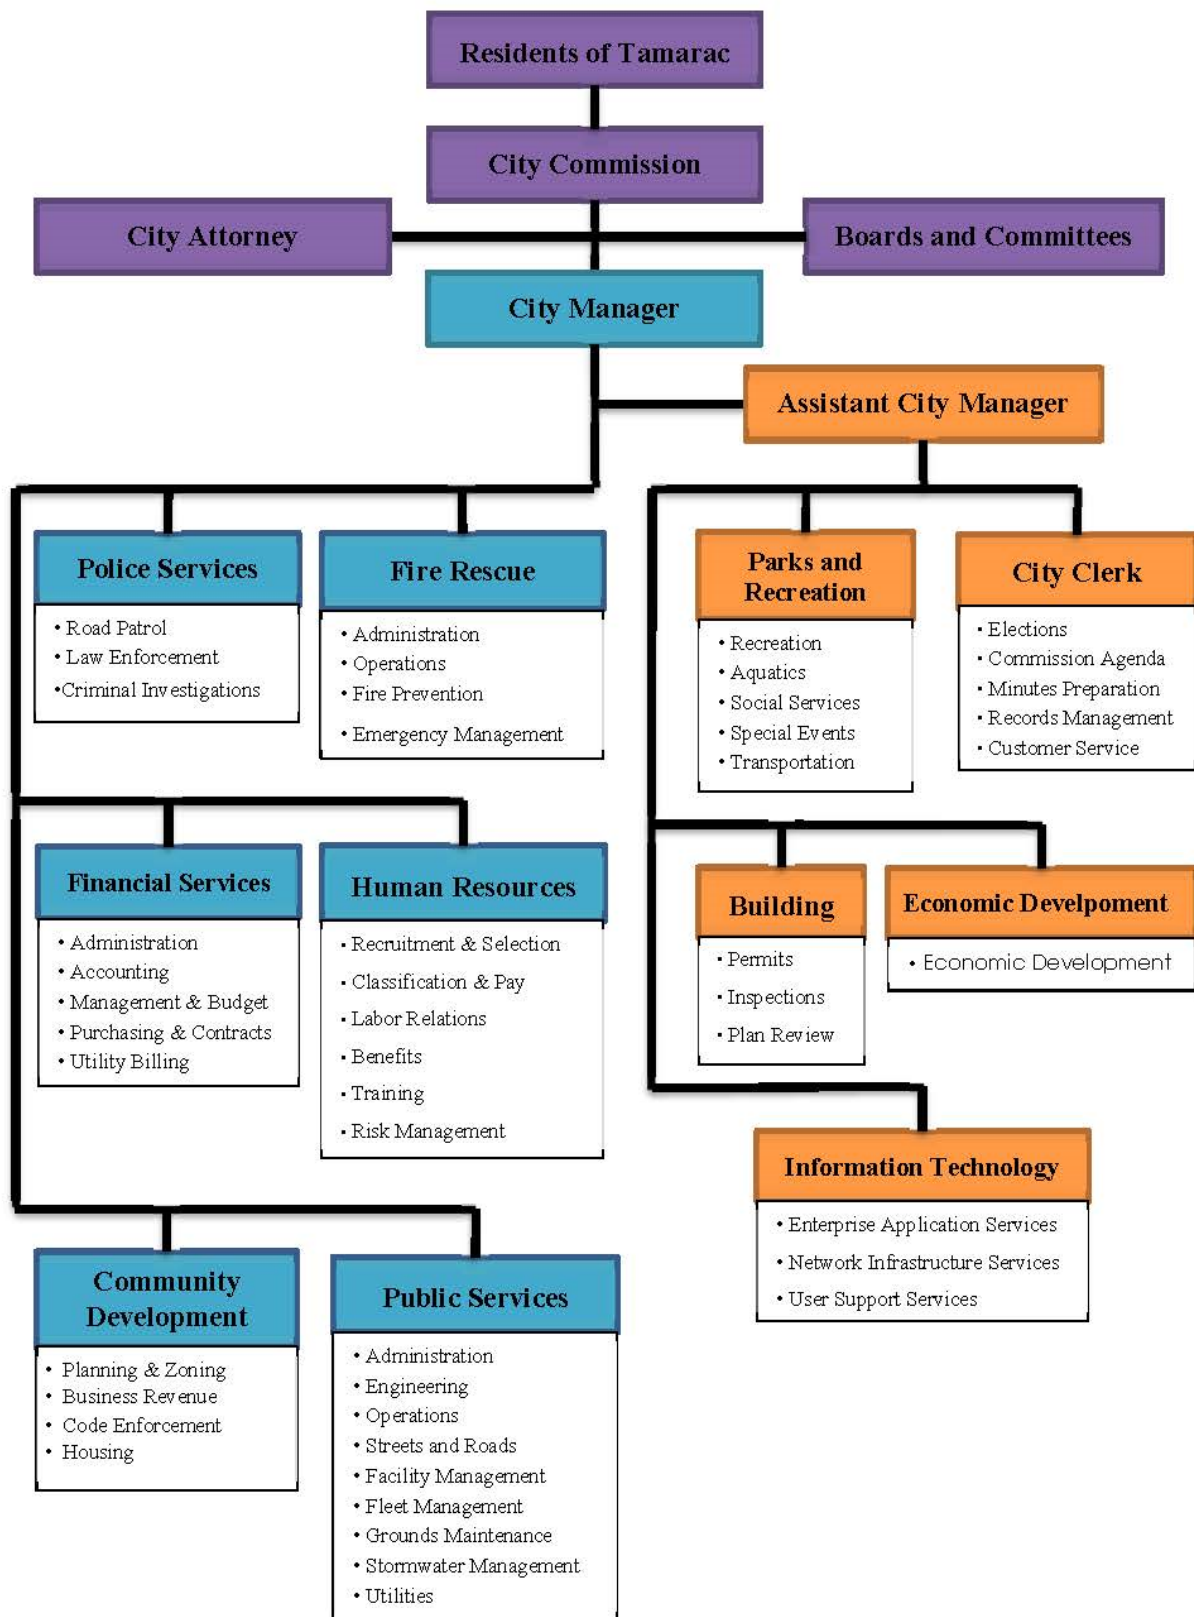 Residents of Tamarac
City Commission
City Attorney
Boards and Committees
City Manager
Assistant City Manager
Police Services
• Road Patrol
• Law Enforcement
•Criminal Investigations
Fire Rescue
• Administration
• Operations
• Fire Prevention
• Emergency Management
Parks and
Recreation
• Recreation
• Aquatics
• Social Services
• Special Events
• Transportation
City Clerk
• Elections
• Commission Agenda
• Minutes Preparation
• Records Management
• Customer Service
Financial Services
• Administration
• Accounting
• Management & Budget
• Purchasing & Contracts
• Utility Billing
Human Resources
• Recruitment & Selection
• Classification & Pay
• Labor Relations
• Benefits
• Training
• Risk Management
Building
• Permits
• Inspections
• Plan Review
Economic Develpoment
• Economic Development
Information Technology
• Enterprise Application Services
• Network Infrastructure Services
• User Support Services
Community
Development
• Planning & Zoning
• Business Revenue
• Code Enforcement
• Housing
Public Services
• Administration
• Engineering
• Operations
• Streets and Roads
• Facility Management
• Fleet Management
• Grounds Maintenance
• Stormwater Management
• Utilities